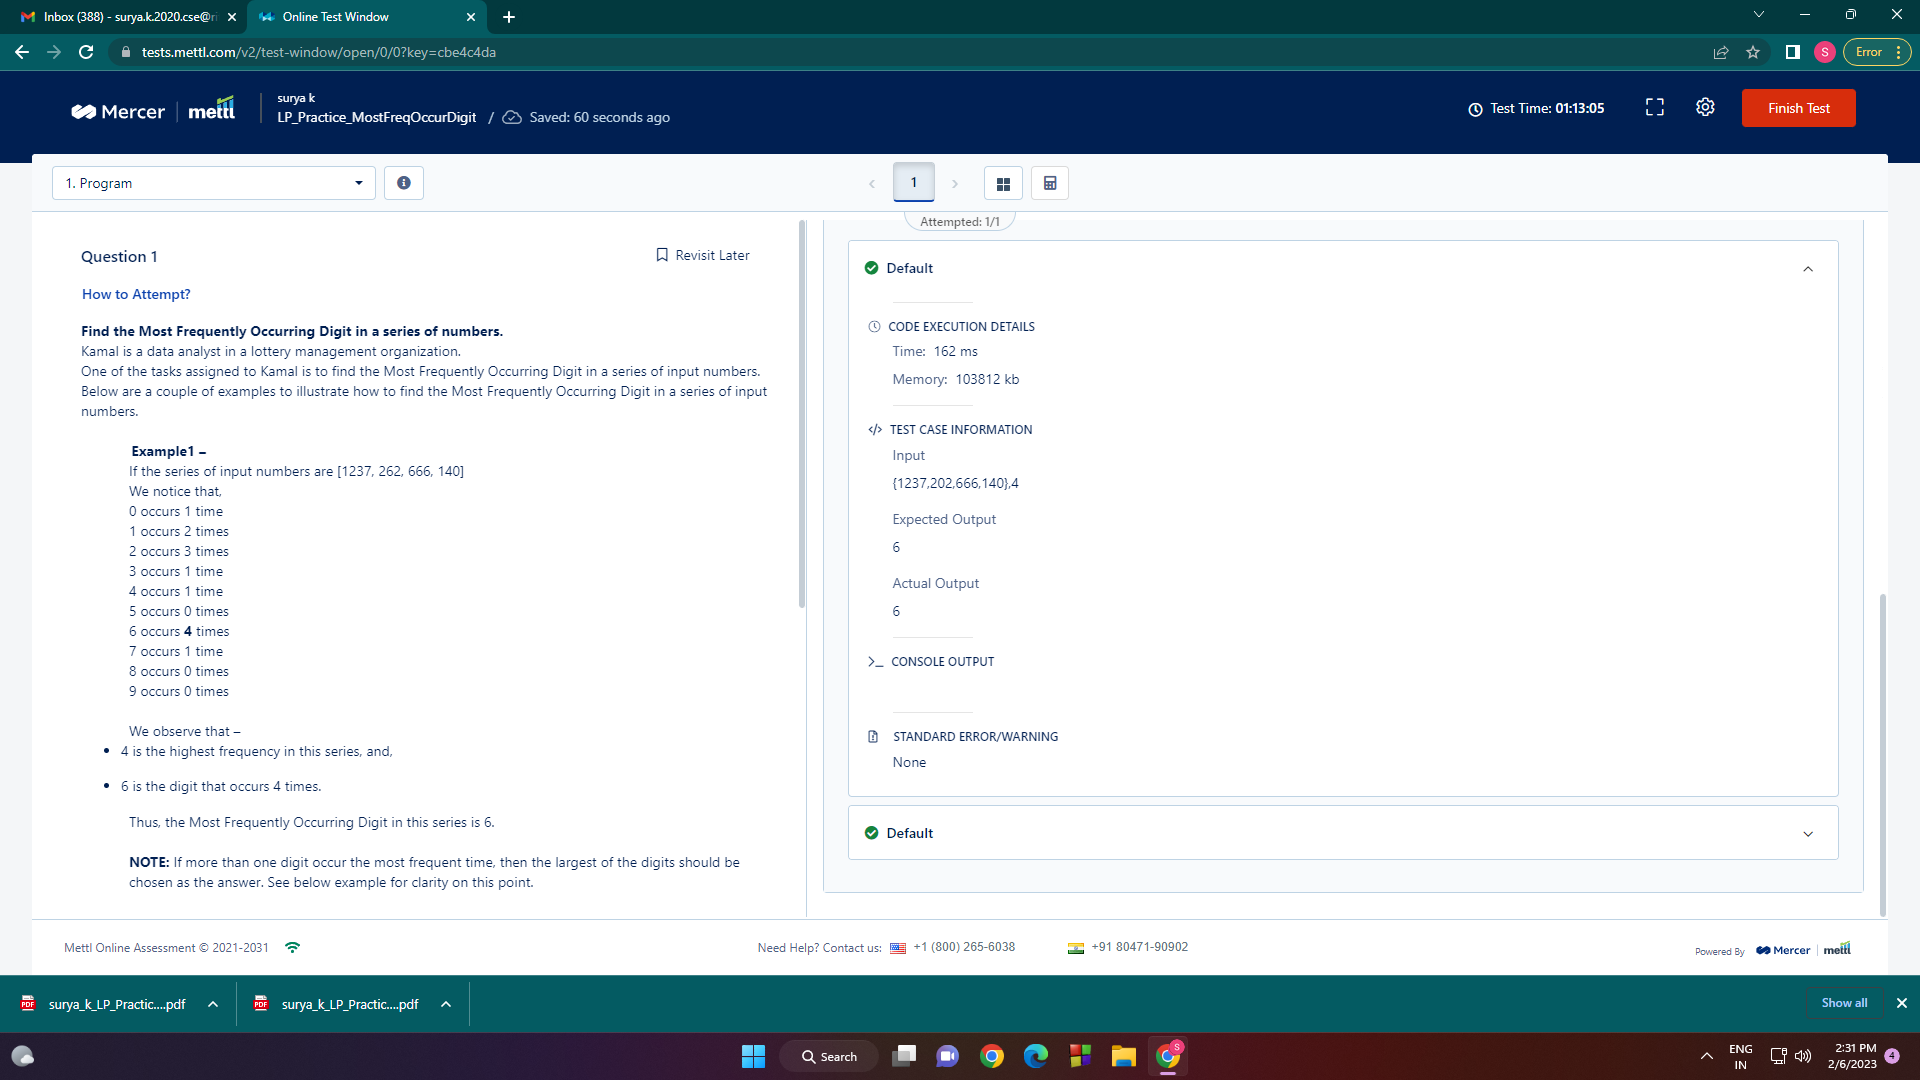 Inbox (388) - surya.k.2020.cse@ri
Online Test Window
tests.mettl.com/v2/test-window/open/0/0?key=cbe4c4da
S
Error
Mercer
mettl
surya k
LP_Practice_MostFreqOccurDigit / Saved: 60 seconds ago
Test Time: 01:13:05
Finish Test
1. Program
1
Attempted: 1/1
Question 1
Revisit Later
How to Attempt?
Find the Most Frequently Occurring Digit in a series of numbers.
Kamal is a data analyst in a lottery management organization.
One of the tasks assigned to Kamal is to find the Most Frequently Occurring Digit in a series of input numbers.
Below are a couple of examples to illustrate how to find the Most Frequently Occurring Digit in a series of input
numbers.
Example1 –
If the series of input numbers are [1237, 262, 666, 140]
We notice that,
0 occurs 1 time
1 occurs 2 times
2 occurs 3 times
3 occurs 1 time
4 occurs 1 time
5 occurs 0 times
6 occurs 4 times
7 occurs 1 time
8 occurs 0 times
9 occurs 0 times
We observe that –
• 4 is the highest frequency in this series, and,
• 6 is the digit that occurs 4 times.
Thus, the Most Frequently Occurring Digit in this series is 6.
NOTE: If more than one digit occur the most frequent time, then the largest of the digits should be
chosen as the answer. See below example for clarity on this point.
Default
CODE EXECUTION DETAILS
Time: 162 ms
Memory: 103812 kb
</> TEST CASE INFORMATION
Input
{1237,202,666,140},4
Expected Output
6
Actual Output
6
CONSOLE OUTPUT
STANDARD ERROR/WARNING
None
Default
Mettl Online Assessment © 2021-2031
Need Help? Contact us: +1 (800) 265-6038
+91 80471-90902
Powered By Mercer mettl
surya_k_LP_Practic....pdf
surya_k_LP_Practic....pdf
Show all
Search
S
ENG
IN
2:31 PM
2/6/2023
4